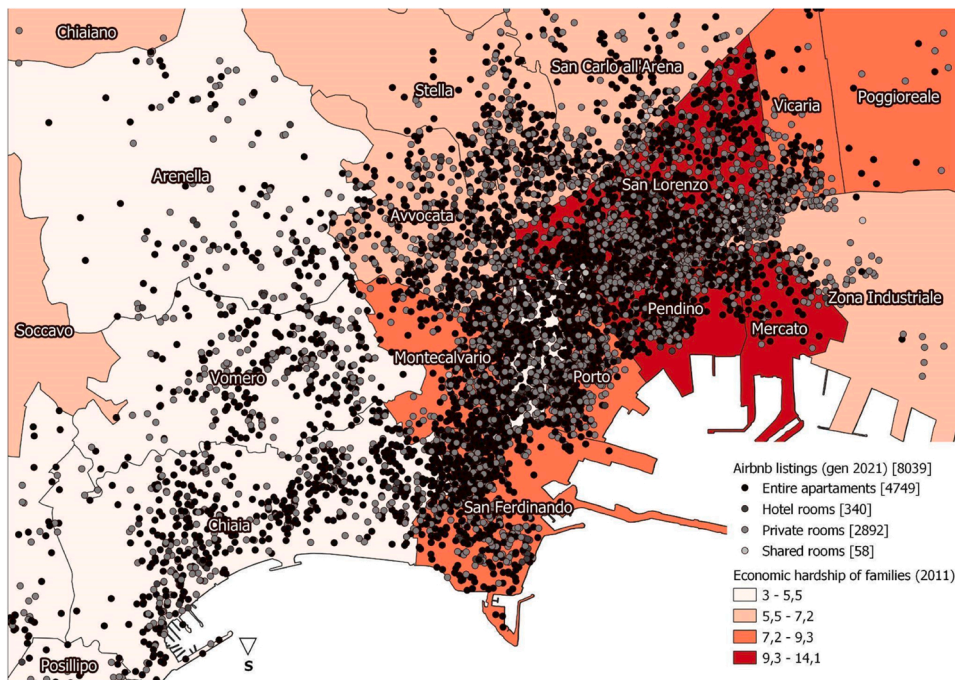 Chiaiano
San Carlo all'Arena
Stella
Vicaria
Poggioreale
Arenella
San Lorenzo
Avvocata
Zona Industriale
Pendino
Mercato
Soccavo
Montecalvario
Vomero
Porto
San Ferdinando
Chiaia
Posillipo
S
Airbnb listings (gen 2021) [8039]
Entire apartaments [4749]
Hotel rooms [340]
Private rooms [2892]
Shared rooms [58]
Economic hardship of families (2011)
3 - 5,5
5,5 - 7,2
7,2 - 9,3
9,3 - 14,1